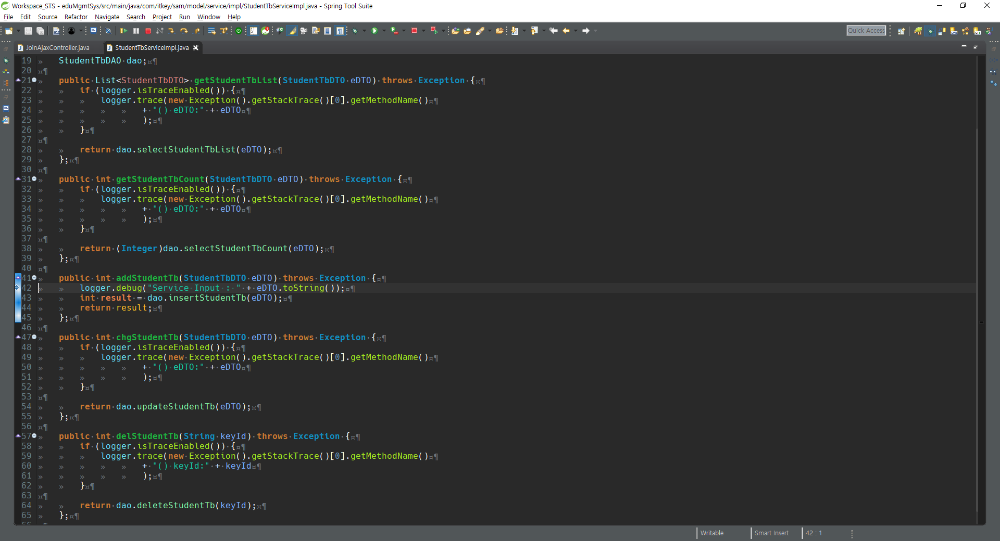 Workspace_STS - eduMgmtSys/src/main/java/com/itkey/sam/model/service/impl/StudentTbServiceImpl.java - Spring Tool Suite
File Edit Source Refactor Navigate Search Project Run Window Help
Quick Access
JoinAjaxController.java StudentTbServiceImpl.java
19 StudentTbDAO dao;
20
21 public List<StudentTbDTO> getStudentTbList(StudentTbDTO eDTO) throws Exception {
22 if (logger.isTraceEnabled()) {
23 logger.trace(new Exception().getStackTrace()[0].getMethodName()
24 + "() eDTO:" + eDTO
25 );
26 }
27
28 return dao.selectStudentTbList(eDTO);
29 };
30
31 public int getStudentTbCount(StudentTbDTO eDTO) throws Exception {
32 if (logger.isTraceEnabled()) {
33 logger.trace(new Exception().getStackTrace()[0].getMethodName()
34 + "() eDTO:" + eDTO
35 );
36 }
37
38 return (Integer)dao.selectStudentTbCount(eDTO);
39 };
40
41 public int addStudentTb(StudentTbDTO eDTO) throws Exception {
42 logger.debug("Service Input : " + eDTO.toString());
43 int result = dao.insertStudentTb(eDTO);
44 return result;
45 };
46
47 public int chgStudentTb(StudentTbDTO eDTO) throws Exception {
48 if (logger.isTraceEnabled()) {
49 logger.trace(new Exception().getStackTrace()[0].getMethodName()
50 + "() eDTO:" + eDTO
51 );
52 }
53
54 return dao.updateStudentTb(eDTO);
55 };
56
57 public int delStudentTb(String keyId) throws Exception {
58 if (logger.isTraceEnabled()) {
59 logger.trace(new Exception().getStackTrace()[0].getMethodName()
60 + "() keyId:" + keyId
61 );
62 }
63
64 return dao.deleteStudentTb(keyId);
65 };
Writable Smart Insert 42 : 1